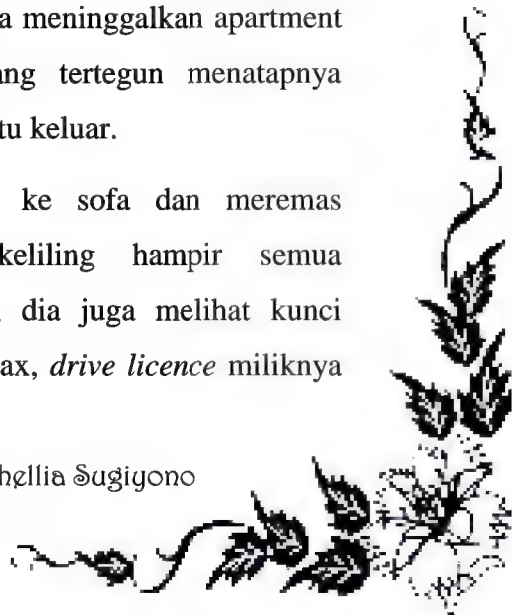 a meninggalkan apartment
ang tertegun menatapnya
tu keluar.
ke sofa dan meremas
keliling hampir semua
dia juga melihat kunci
ax, drive licence miliknya
hellia Sugiyono